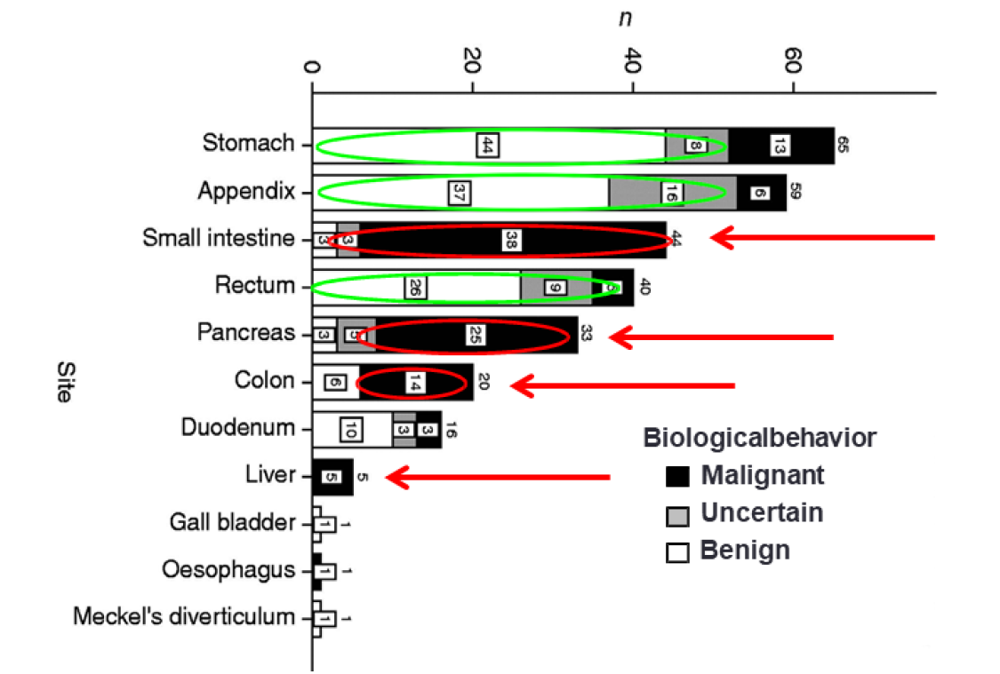 n
0 20 40 60
Stomach 44 8 13 65
Appendix 37 16 6 59
Small intestine 3 3 38 44
Rectum 26 9 40
Pancreas 3 5 25 33
Colon 6 14 20
Duodenum 10 3 3 16
Liver 5 5
Gall bladder 1 1
Oesophagus 1 1
Meckel's diverticulum 1 1
Site
Biologicalbehavior
Malignant
Uncertain
Benign